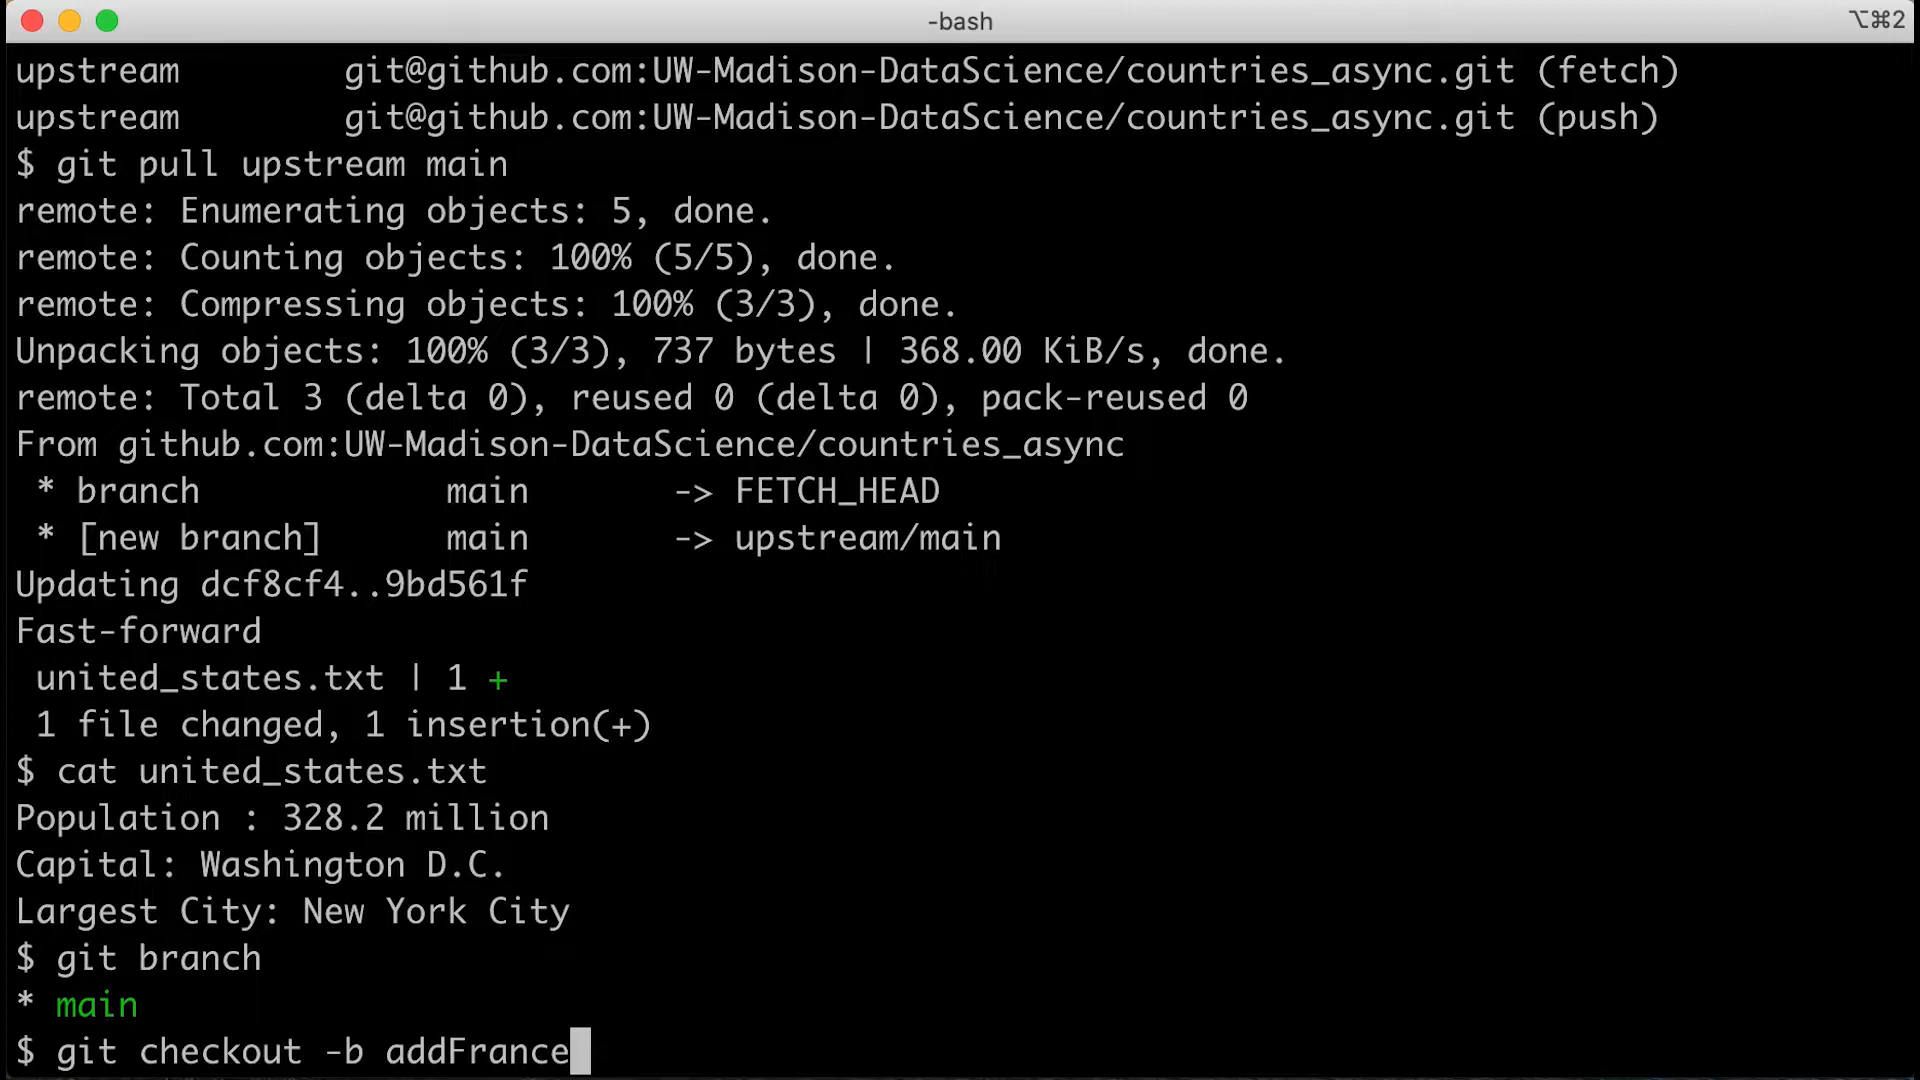 -bash
⌥⌘2
upstream        git@github.com:UW-Madison-DataScience/countries_async.git (fetch)
upstream        git@github.com:UW-Madison-DataScience/countries_async.git (push)
$ git pull upstream main
remote: Enumerating objects: 5, done.
remote: Counting objects: 100% (5/5), done.
remote: Compressing objects: 100% (3/3), done.
Unpacking objects: 100% (3/3), 737 bytes | 368.00 KiB/s, done.
remote: Total 3 (delta 0), reused 0 (delta 0), pack-reused 0
From github.com:UW-Madison-DataScience/countries_async
 * branch            main       -> FETCH_HEAD
 * [new branch]      main       -> upstream/main
Updating dcf8cf4..9bd561f
Fast-forward
 united_states.txt | 1 +
 1 file changed, 1 insertion(+)
$ cat united_states.txt
Population : 328.2 million
Capital: Washington D.C.
Largest City: New York City
$ git branch
* main
$ git checkout -b addFrance